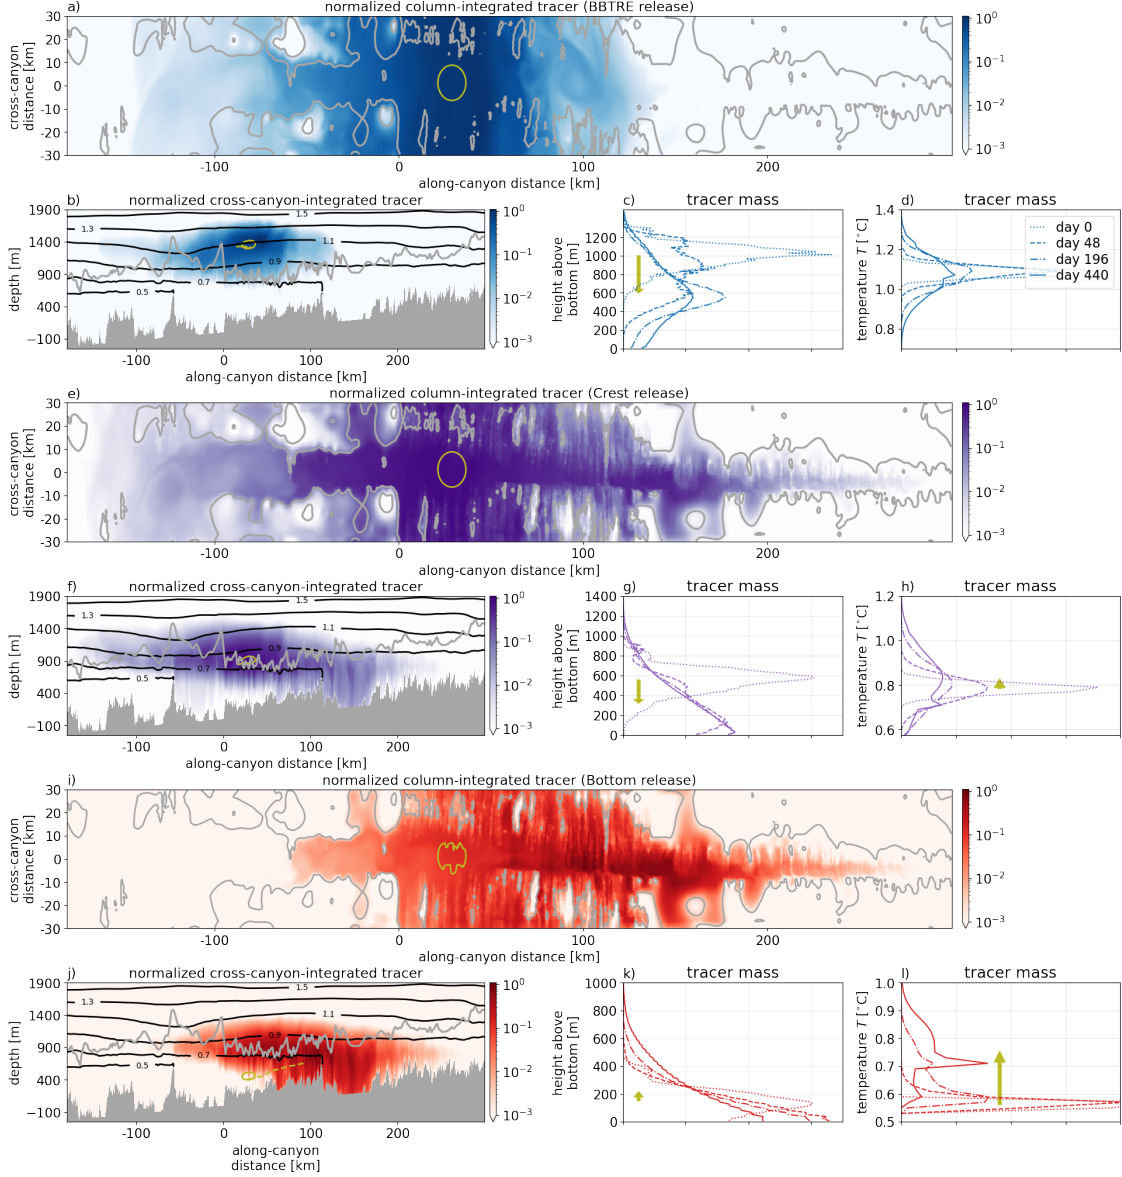 a) normalized column-integrated tracer (BBTRE release)
30
20
10
0
-10
-20
-30
cross-canyon
distance [km]
-100 0 100 200
along-canyon distance [km]
10⁰
10⁻¹
10⁻²
10⁻³
b) normalized cross-canyon-integrated tracer
1900
1400
900
400
−100
depth [m]
1.5
1.3
1.1
0.9
0.7
0.5
-100 0 100 200
along-canyon distance [km]
10⁰
10⁻¹
10⁻²
10⁻³
c) tracer mass
1200
1000
800
600
400
200
0
height above
bottom [m]
d) tracer mass
1.4
1.2
1.0
0.8
temperature T [°C]
day 0
day 48
day 196
day 440
e) normalized column-integrated tracer (Crest release)
30
20
10
0
-10
-20
-30
cross-canyon
distance [km]
-100 0 100 200
along-canyon distance [km]
10⁰
10⁻¹
10⁻²
10⁻³
f) normalized cross-canyon-integrated tracer
1900
1400
900
400
−100
depth [m]
1.5
1.3
1.1
0.9
0.7
0.5
-100 0 100 200
along-canyon distance [km]
10⁰
10⁻¹
10⁻²
10⁻³
g) tracer mass
1400
1200
1000
800
600
400
200
0
height above
bottom [m]
h) tracer mass
1.2
1.0
0.8
0.6
temperature T [°C]
i) normalized column-integrated tracer (Bottom release)
30
20
10
0
-10
-20
-30
cross-canyon
distance [km]
-100 0 100 200
along-canyon distance [km]
10⁰
10⁻¹
10⁻²
10⁻³
j) normalized cross-canyon-integrated tracer
1900
1400
900
400
−100
depth [m]
1.5
1.3
1.1
0.9
0.7
0.5
-100 0 100 200
along-canyon
distance [km]
10⁰
10⁻¹
10⁻²
10⁻³
k) tracer mass
1000
800
600
400
200
0
height above
bottom [m]
l) tracer mass
1.0
0.9
0.8
0.7
0.6
0.5
temperature T [°C]